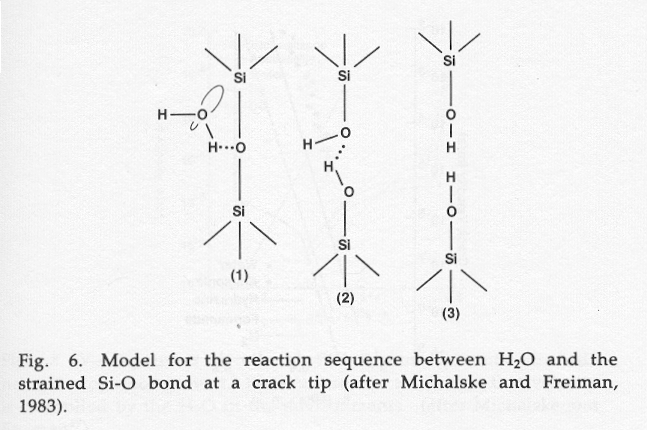 Si
Si
Si
H—O
O
H
H···O
H
O
H
H
O
H
O
Si
Si
Si
(1)
(2)
(3)
Fig. 6. Model for the reaction sequence between H₂O and the
strained Si-O bond at a crack tip (after Michalske and Freiman,
1983).